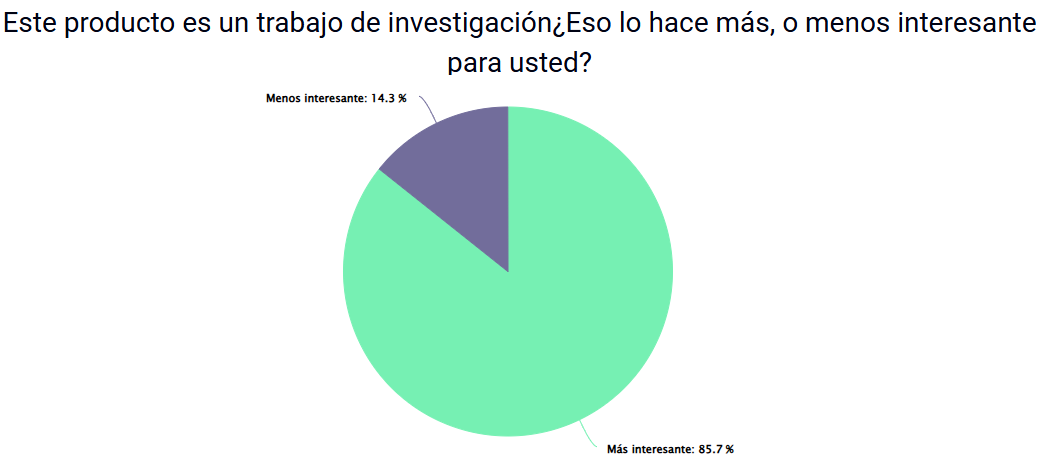 Este producto es un trabajo de investigación¿Eso lo hace más, o menos interesante
para usted?
Menos interesante: 14.3 %
Más interesante: 85.7 %